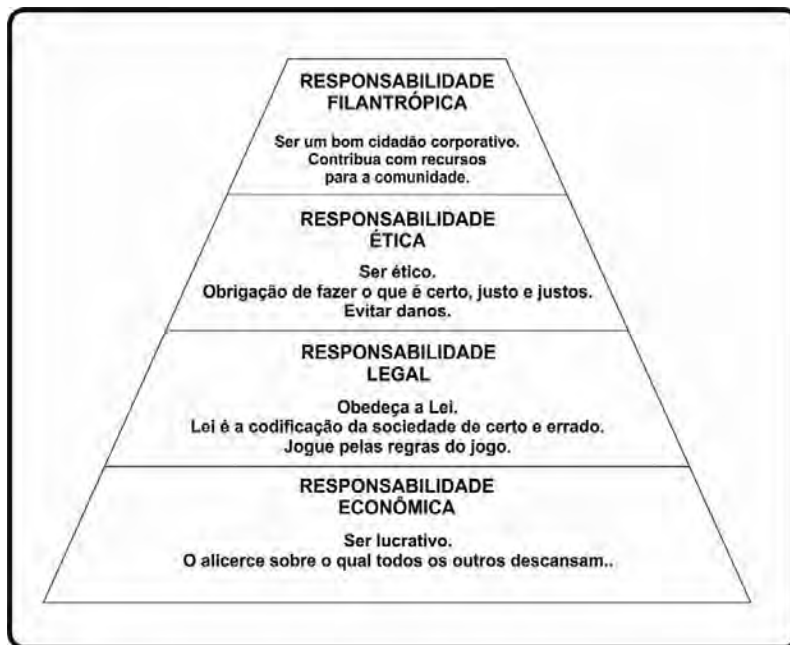 RESPONSABILIDADE
FILANTRÓPICA
Ser um bom cidadão corporativo.
Contribua com recursos
para a comunidade.
RESPONSABILIDADE
ÉTICA
Ser ético.
Obrigação de fazer o que é certo, justo e justos.
Evitar danos.
RESPONSABILIDADE
LEGAL
Obedeça a Lei.
Lei é a codificação da sociedade de certo e errado.
Jogue pelas regras do jogo.
RESPONSABILIDADE
ECONÔMICA
Ser lucrativo.
O alicerce sobre o qual todos os outros descansam..